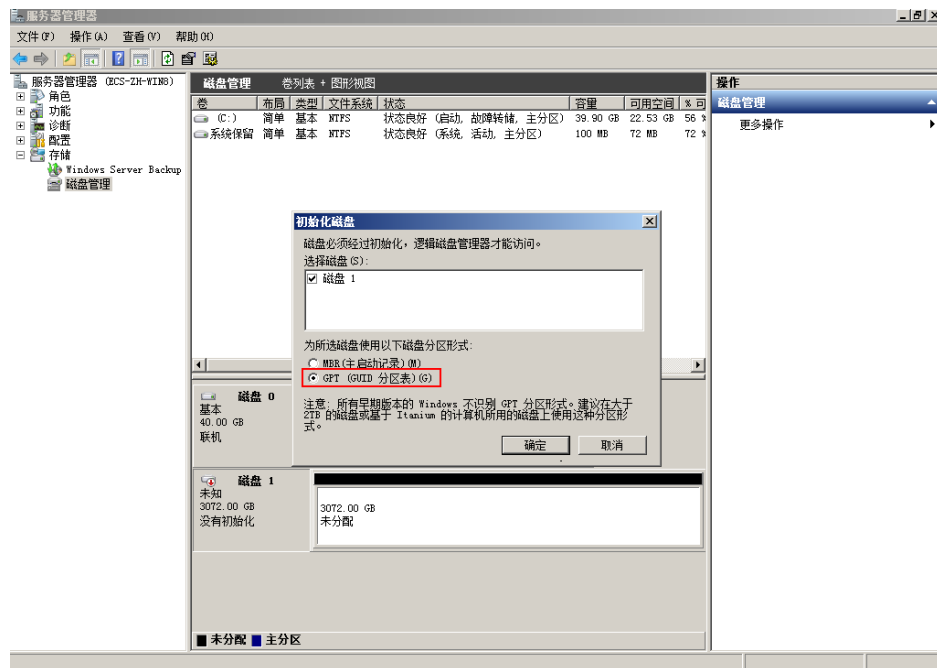 服务器管理器
文件(F) 操作(A) 查看(V) 帮助(H)
服务器管理器 (ECS-ZH-WIN8)
角色
功能
诊断
配置
存储
Windows Server Backup
磁盘管理
磁盘管理 卷列表 + 图形视图
卷 布局 类型 文件系统 状态 容量 可用空间 % 可
(C:) 简单 基本 NTFS 状态良好 (启动, 故障转储, 主分区) 39.90 GB 22.53 GB 56 %
系统保留 简单 基本 NTFS 状态良好 (系统, 活动, 主分区) 100 MB 72 MB 72 %
操作
磁盘管理
更多操作
初始化磁盘
磁盘必须经过初始化，逻辑磁盘管理器才能访问。
选择磁盘(S):
磁盘 1
为所选磁盘使用以下磁盘分区形式:
MBR(主启动记录)(M)
GPT (GUID 分区表)(G)
注意: 所有早期版本的 Windows 不识别 GPT 分区形式。建议在大于
2TB 的磁盘或基于 Itanium 的计算机所用的磁盘上使用这种分区形
式。
确定 取消
磁盘 0
基本
40.00 GB
联机
磁盘 1
未知
3072.00 GB
没有初始化
3072.00 GB
未分配
未分配 主分区